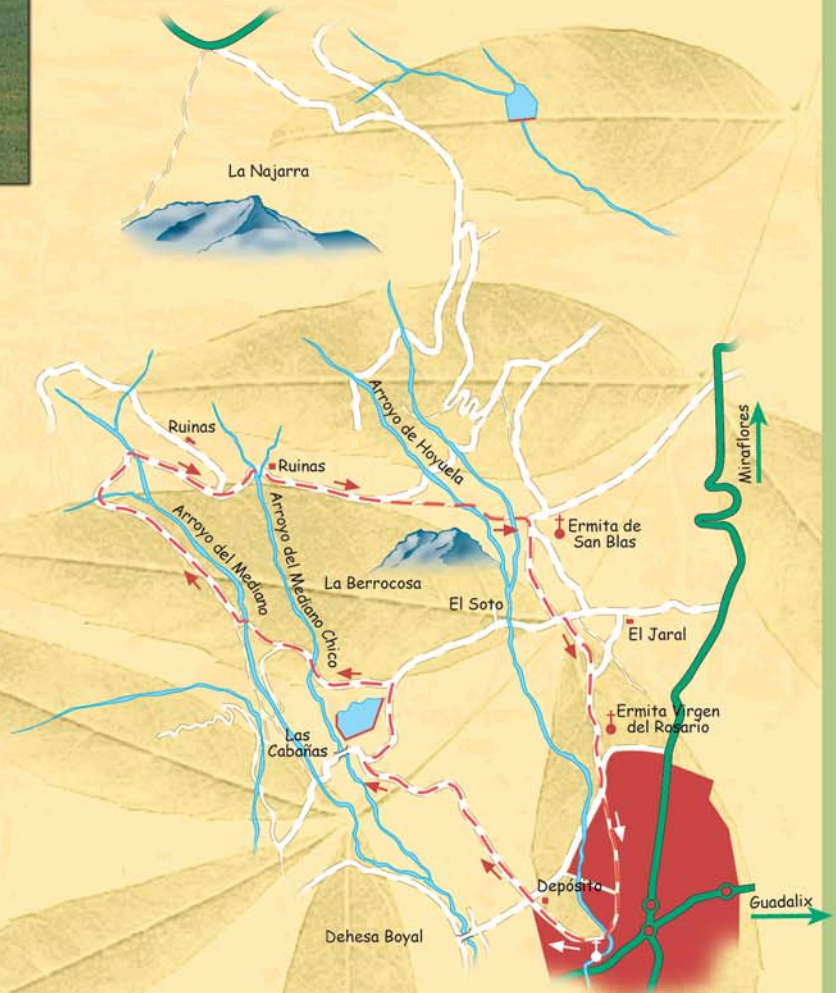 La Najarra
Miraflores
Arroyo de Hoyuela
Ruinas
Ruinas
Arroyo del Mediano
Arroyo del Mediano Chico
Ermita de
San Blas
La Berrocosa
El Soto
El Jaral
Ermita Virgen
del Rosario
Las
Cabañas
Depósito
Guadalix
Dehesa Boyal